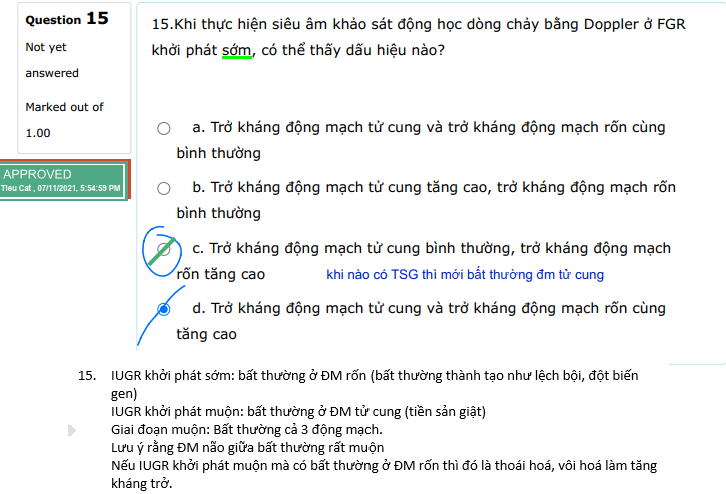 Question 15
Not yet
answered
Marked out of
1.00
APPROVED
Tieu Cat , 07/11/2021, 5:54:59 PM
15.Khi thực hiện siêu âm khảo sát động học dòng chảy bằng Doppler ở FGR
khởi phát sớm, có thể thấy dấu hiệu nào?
a. Trở kháng động mạch tử cung và trở kháng động mạch rốn cùng
bình thường
b. Trở kháng động mạch tử cung tăng cao, trở kháng động mạch rốn
bình thường
c. Trở kháng động mạch tử cung bình thường, trở kháng động mạch
rốn tăng cao
khi nào có TSG thì mới bất thường đm tử cung
d. Trở kháng động mạch tử cung và trở kháng động mạch rốn cùng
tăng cao
15. IUGR khởi phát sớm: bất thường ở ĐM rốn (bất thường thành tạo như lệch bội, đột biến
gen)
IUGR khởi phát muộn: bất thường ở ĐM tử cung (tiền sản giật)
Giai đoạn muộn: Bất thường cả 3 động mạch.
Lưu ý rằng ĐM não giữa bất thường rất muộn
Nếu IUGR khởi phát muộn mà có bất thường ở ĐM rốn thì đó là thoái hoá, vôi hoá làm tăng
kháng trở.